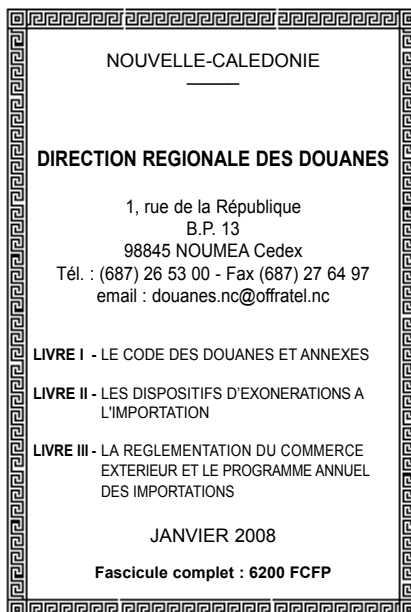 NOUVELLE-CALEDONIE
DIRECTION REGIONALE DES DOUANES
1, rue de la République
B.P. 13
98845 NOUMEA Cedex
Tél. : (687) 26 53 00 - Fax (687) 27 64 97
email : douanes.nc@offratel.nc
LIVRE I - LE CODE DES DOUANES ET ANNEXES
LIVRE II - LES DISPOSITIFS D'EXONERATIONS A
L'IMPORTATION
LIVRE III - LA REGLEMENTATION DU COMMERCE
EXTERIEUR ET LE PROGRAMME ANNUEL
DES IMPORTATIONS
JANVIER 2008
Fascicule complet : 6200 FCFP